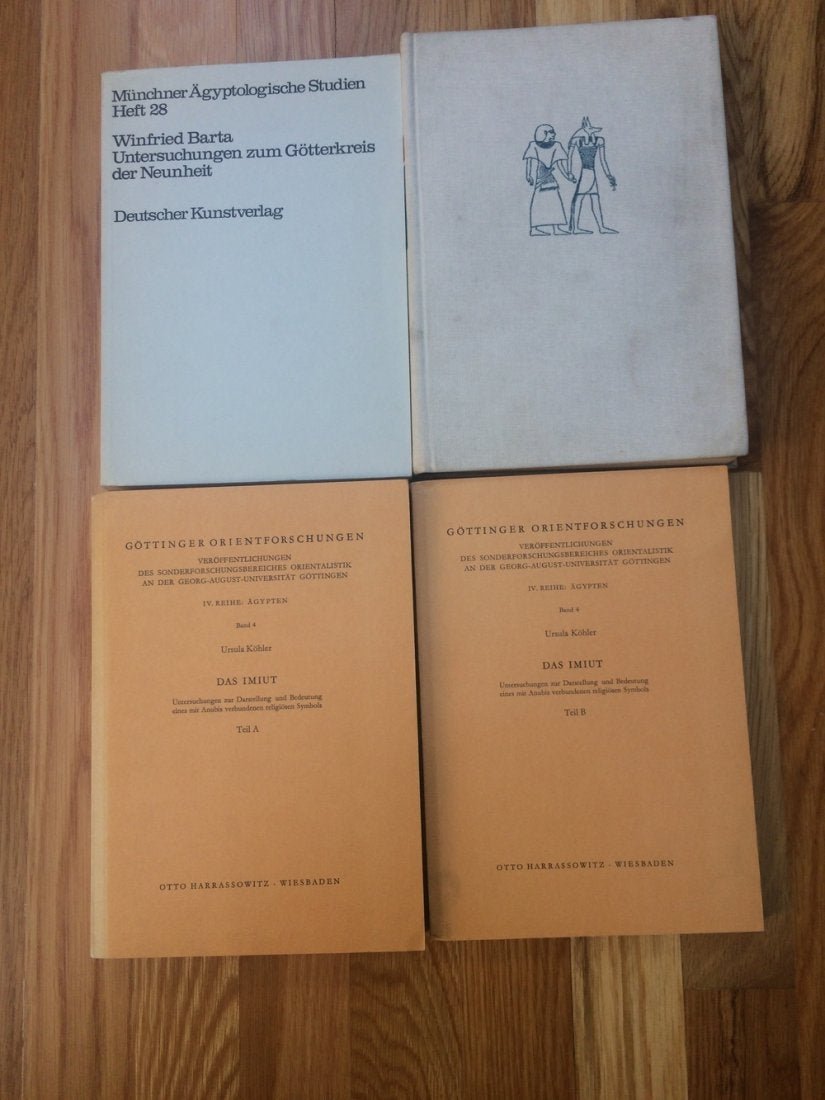 Münchner Ägyptologische Studien
Heft 28
Winfried Barta
Untersuchungen zum Götterkreis
der Neunheit
Deutscher Kunstverlag
GÖTTINGER ORIENTFORSCHUNGEN
VERÖFFENTLICHUNGEN
DES SONDERFORSCHUNGSBEREICHES ORIENTALISTIK
AN DER GEORG-AUGUST-UNIVERSITÄT GÖTTINGEN
IV. REIHE: ÄGYPTEN
Band 4
Ursula Köhler
DAS IMIUT
Untersuchungen zur Darstellung und Bedeutung
eines mit Anubis verbundenen religiösen Symbols
Teil A
OTTO HARRASSOWITZ · WIESBADEN
GÖTTINGER ORIENTFORSCHUNGEN
VERÖFFENTLICHUNGEN
DES SONDERFORSCHUNGSBEREICHES ORIENTALISTIK
AN DER GEORG-AUGUST-UNIVERSITÄT GÖTTINGEN
IV. REIHE: ÄGYPTEN
Band 4
Ursula Köhler
DAS IMIUT
Untersuchungen zur Darstellung und Bedeutung
eines mit Anubis verbundenen religiösen Symbols
Teil B
OTTO HARRASSOWITZ · WIESBADEN